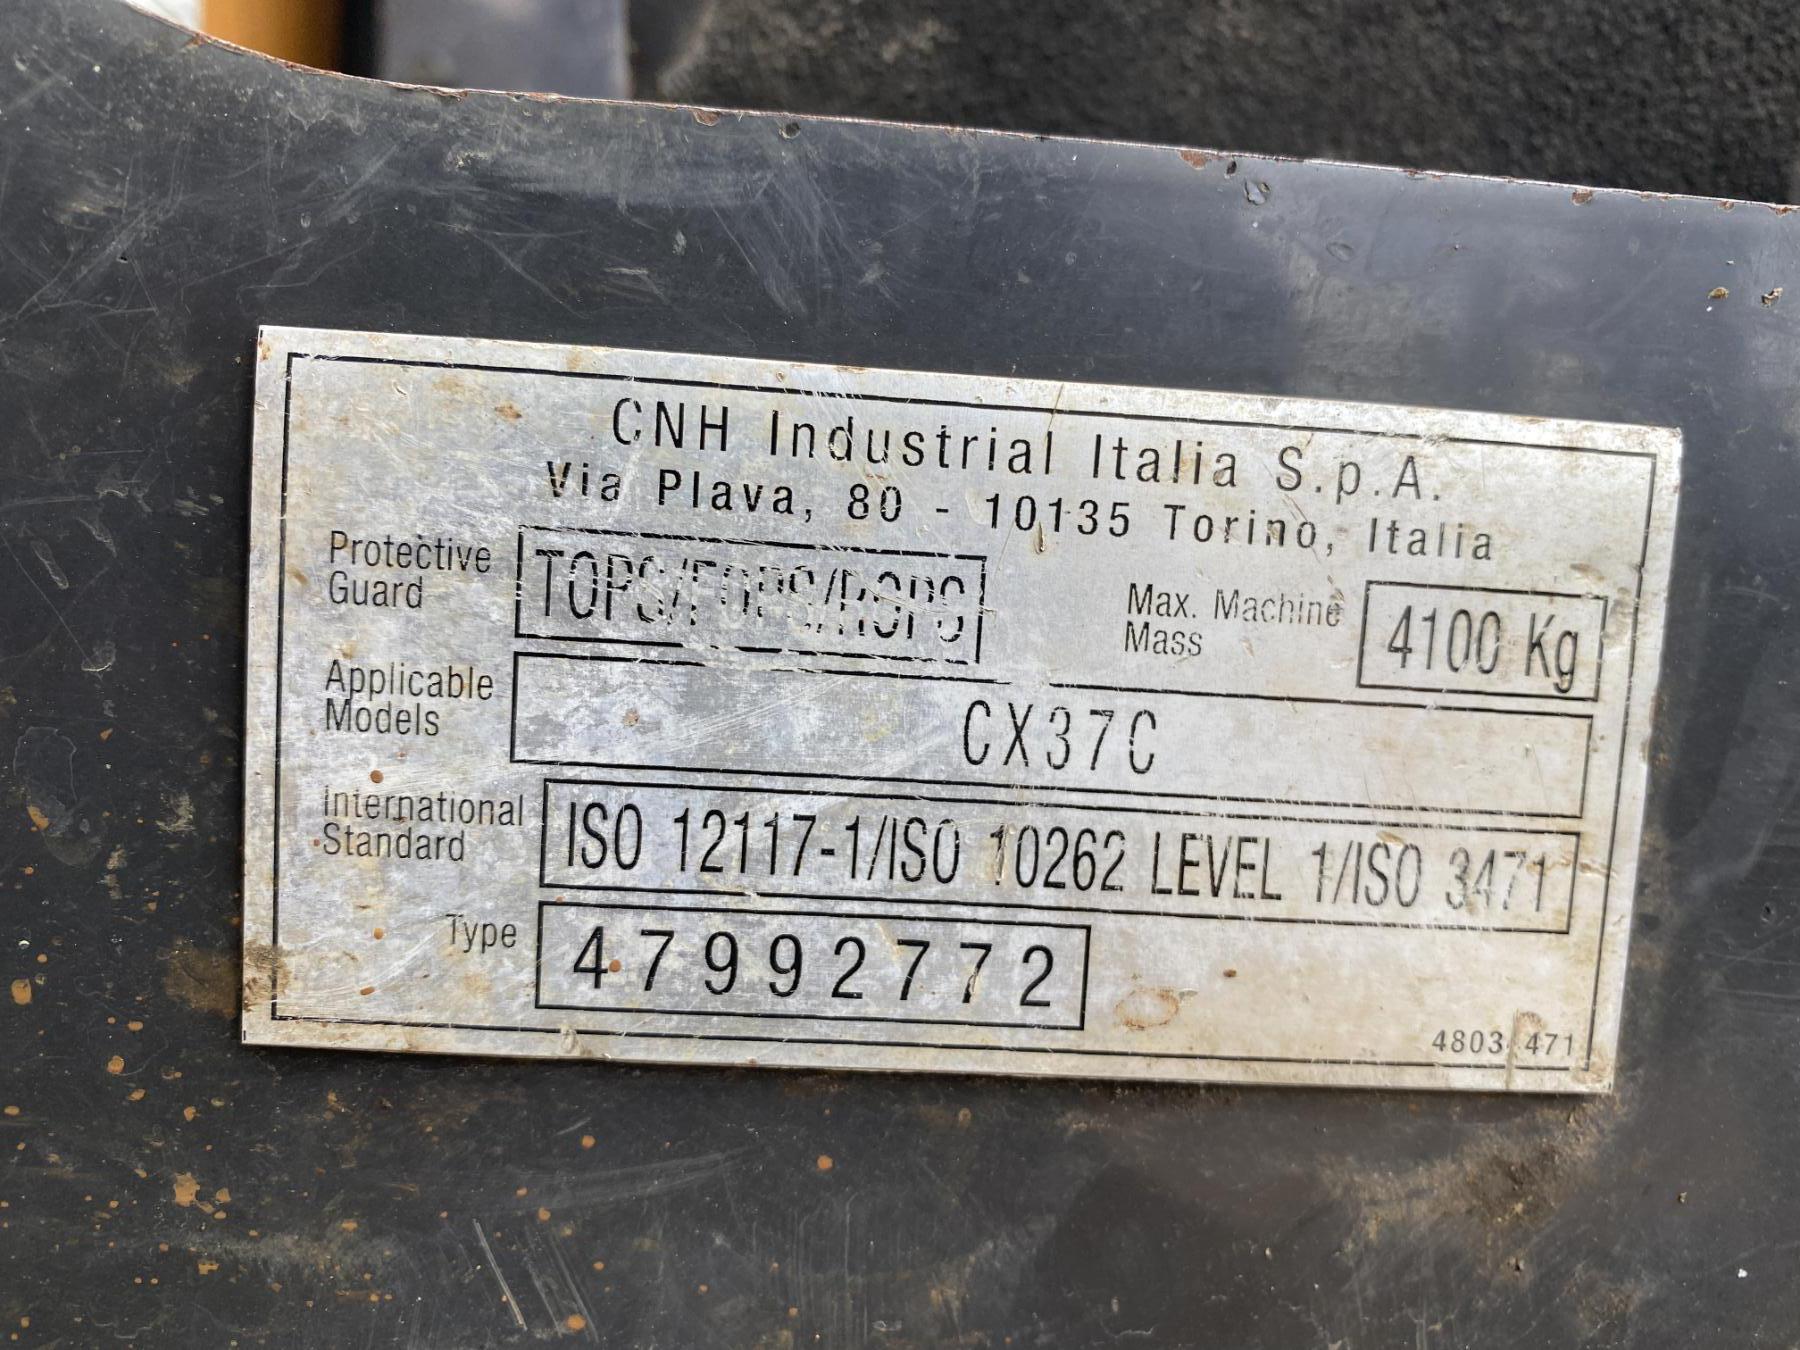 CNH Industrial Italia S.p.A.
Via Plava, 80 - 10135 Torino, Italia
Protective Guard TOPS/FOPS/ROPS
Max. Machine Mass 4100 Kg
Applicable Models CX37C
International Standard ISO 12117-1/ISO 10262 LEVEL 1/ISO 3471
Type 47992772